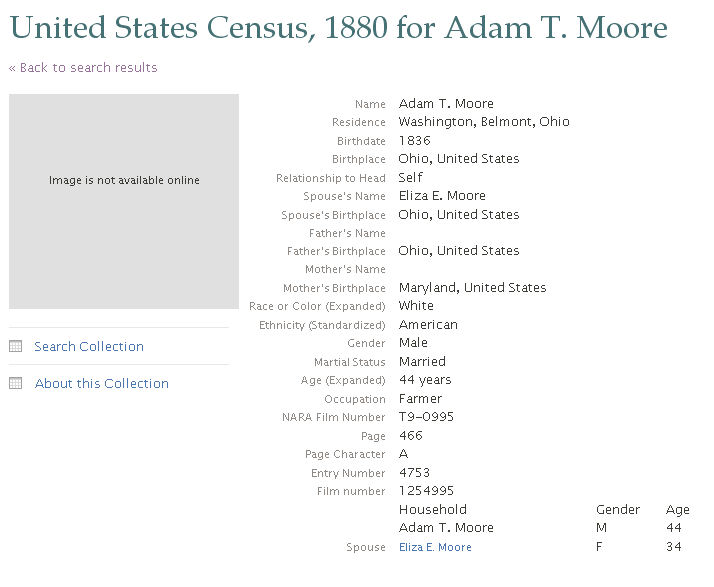 United States Census, 1880 for Adam T. Moore
« Back to search results
Image is not available online
Search Collection
About this Collection
Name Adam T. Moore
Residence Washington, Belmont, Ohio
Birthdate 1836
Birthplace Ohio, United States
Relationship to Head Self
Spouse's Name Eliza E. Moore
Spouse's Birthplace Ohio, United States
Father's Name
Father's Birthplace Ohio, United States
Mother's Name
Mother's Birthplace Maryland, United States
Race or Color (Expanded) White
Ethnicity (Standardized) American
Gender Male
Martial Status Married
Age (Expanded) 44 years
Occupation Farmer
NARA Film Number T9-0995
Page 466
Page Character A
Entry Number 4753
Film number 1254995
Household Gender Age
Adam T. Moore M 44
Spouse Eliza E. Moore F 34